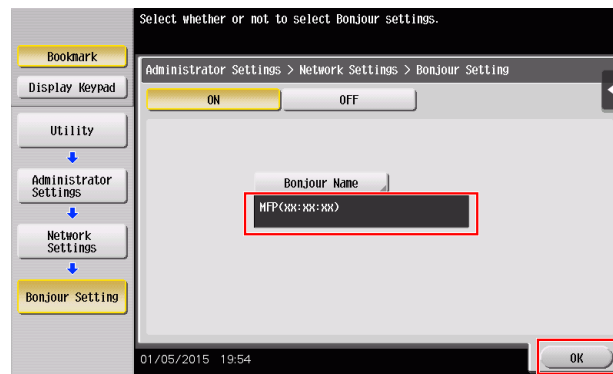 Select whether or not to select Bonjour settings.
Bookmark
Display Keypad
Utility
Administrator
Settings
Network
Settings
Bonjour Setting
Administrator Settings > Network Settings > Bonjour Setting
ON
OFF
Bonjour Name
MFP(xx:xx:xx)
01/05/2015 19:54
OK